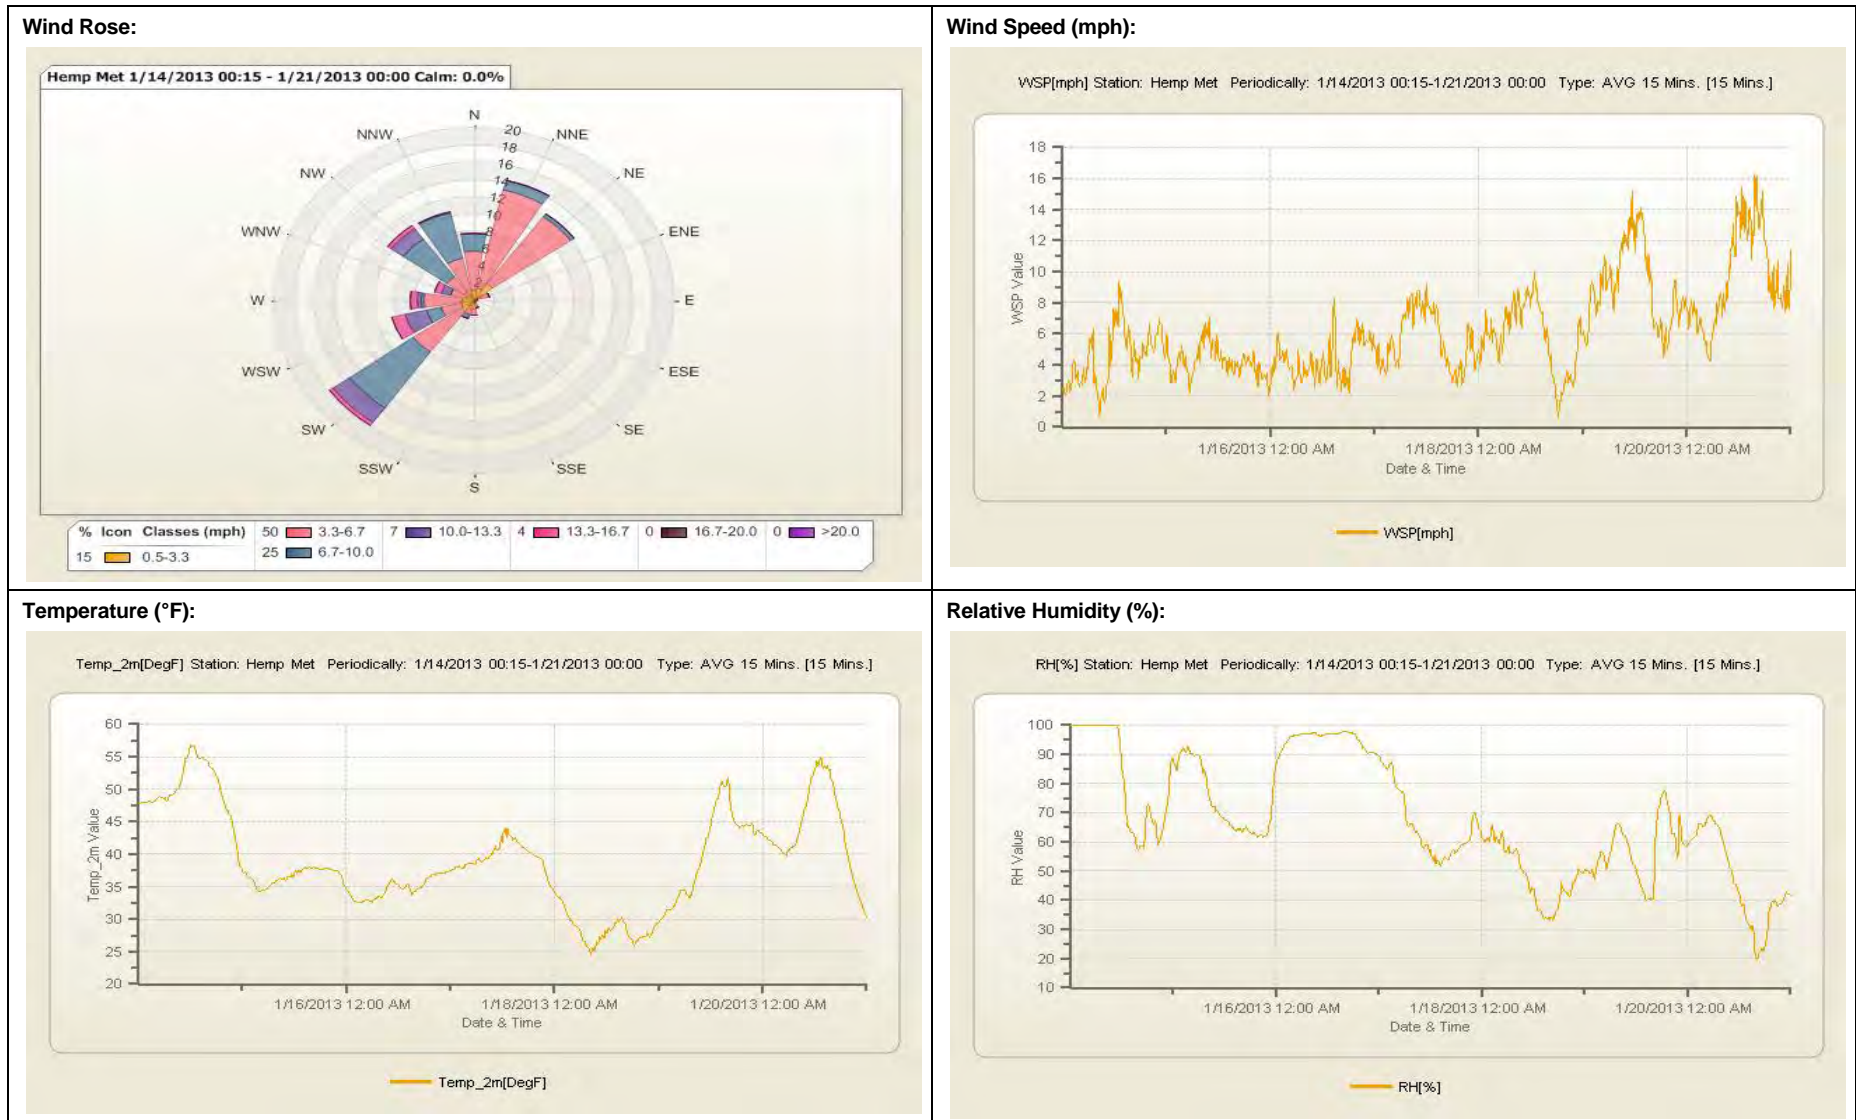 Wind Rose:
Hemp Met 1/14/2013 00:15 - 1/21/2013 00:00 Calm: 0.0%
N
NNW
20
NNE
18
NW
16
NE
14
12
10
WNW
8
ENE
6
4
2
W
E
WSW
ESE
SW
SE
SSW
SSE
S
% Icon Classes (mph) 50 3.3-6.7 7 10.0-13.3 4 13.3-16.7 0 16.7-20.0 0 >20.0
15 0.5-3.3 25 6.7-10.0
Wind Speed (mph):
WSP[mph] Station: Hemp Met Periodically: 1/14/2013 00:15-1/21/2013 00:00 Type: AVG 15 Mins. [15 Mins.]
18
16
14
12
10
8
6
4
2
0
WSP Value
1/16/2013 12:00 AM 1/18/2013 12:00 AM 1/20/2013 12:00 AM
Date & Time
WSP[mph]
Temperature (°F):
Temp_2m[DegF] Station: Hemp Met Periodically: 1/14/2013 00:15-1/21/2013 00:00 Type: AVG 15 Mins. [15 Mins.]
60
55
50
45
40
35
30
25
20
Temp_2m Value
1/16/2013 12:00 AM 1/18/2013 12:00 AM 1/20/2013 12:00 AM
Date & Time
Temp_2m[DegF]
Relative Humidity (%):
RH[%] Station: Hemp Met Periodically: 1/14/2013 00:15-1/21/2013 00:00 Type: AVG 15 Mins. [15 Mins.]
100
90
80
70
60
50
40
30
20
10
RH Value
1/16/2013 12:00 AM 1/18/2013 12:00 AM 1/20/2013 12:00 AM
Date & Time
RH[%]